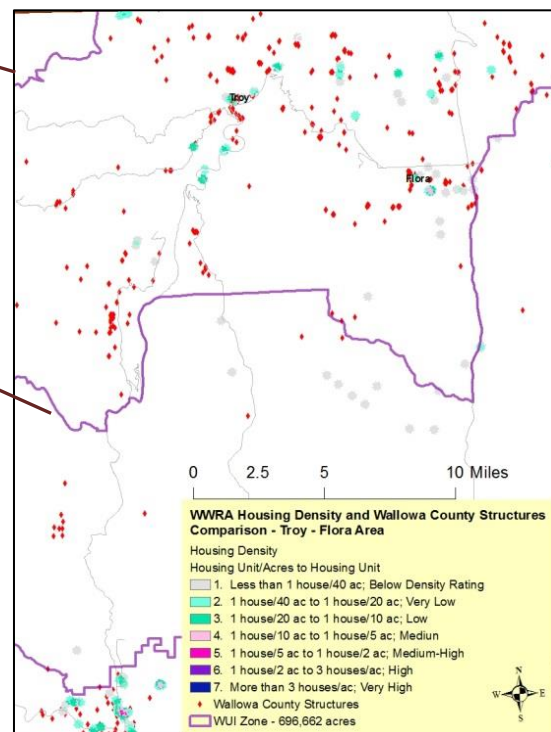 Troy
Flora
0 2.5 5 10 Miles
WWRA Housing Density and Wallowa County Structures
Comparison - Troy - Flora Area
Housing Density
Housing Unit/Acres to Housing Unit
1. Less than 1 house/40 ac; Below Density Rating
2. 1 house/40 ac to 1 house/20 ac; Very Low
3. 1 house/20 ac to 1 house/10 ac; Low
4. 1 house/10 ac to 1 house/5 ac; Mediun
5. 1 house/5 ac to 1 house/2 ac; Medium-High
6. 1 house/2 ac to 3 houses/ac; High
7. More than 3 houses/ac; Very High
Wallowa County Structures
WUI Zone - 696,662 acres
N
W E
S